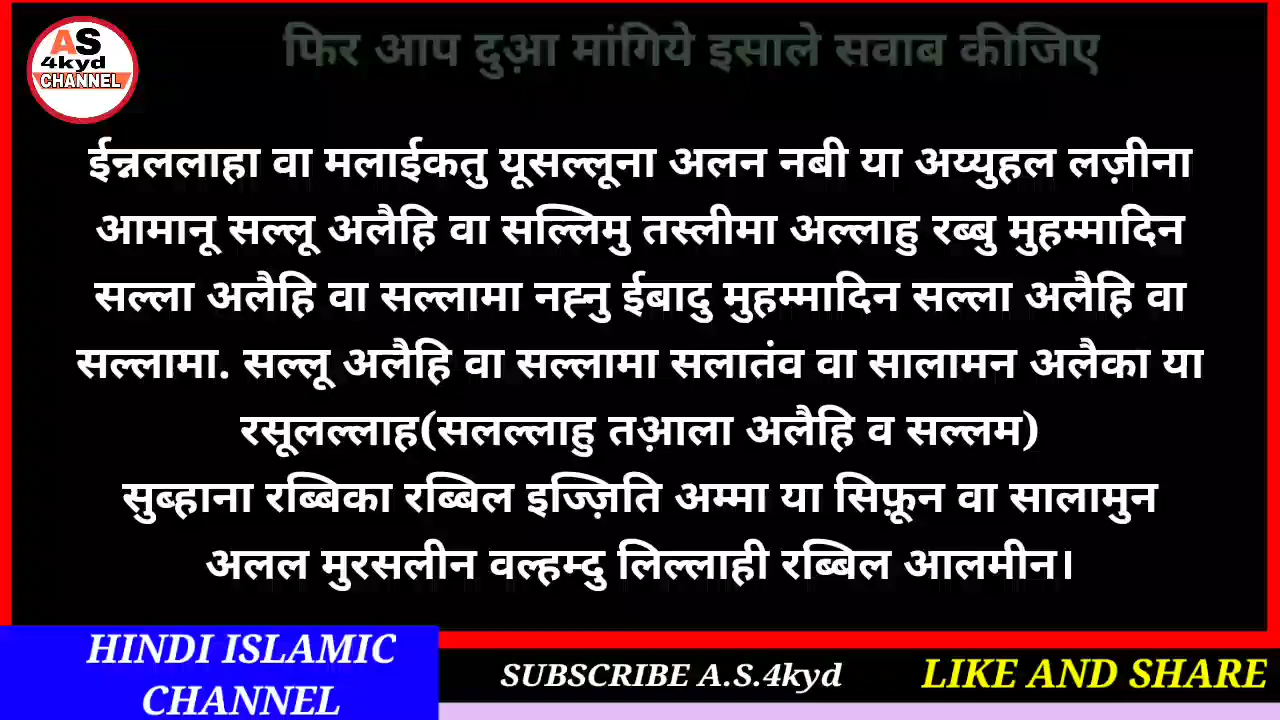 AS
4kyd
CHANNEL
फिर आप दुआ़ मांगिये इसाले सवाब कीजिए
ईन्नललाहा वा मलाईकतु यूसल्लूना अलन नबी या अय्युहल लज़ीना
आमानू सल्लू अलैहि वा सल्लिमु तस्लीमा अल्लाहु रब्बु मुहम्मादिन
सल्ला अलैहि वा सल्लामा नह्नु ईबादु मुहम्मादिन सल्ला अलैहि वा
सल्लामा. सल्लू अलैहि वा सल्लामा सलातंव वा सालामन अलैका या
रसूलल्लाह(सलल्लाहु तआ़ला अलैहि व सल्लम)
सुब्हाना रब्बिका रब्बिल इज्ज़िति अम्मा या सिफ़ून वा सालामुन
अलल मुरसलीन वल्हम्दु लिल्लाही रब्बिल आलमीन।
HINDI ISLAMIC
CHANNEL
SUBSCRIBE A.S.4kyd
LIKE AND SHARE